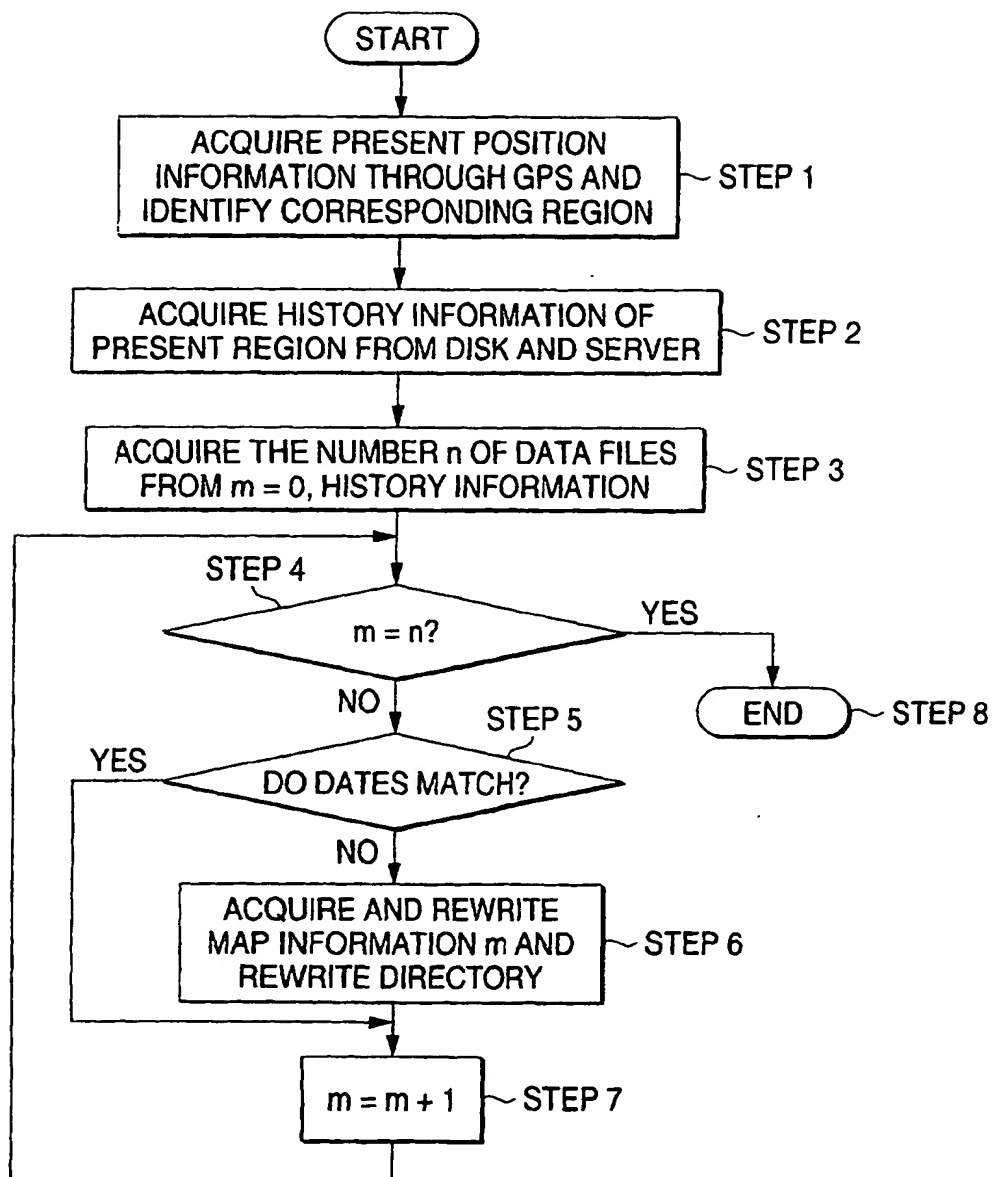 START
ACQUIRE PRESENT POSITION
INFORMATION THROUGH GPS AND
IDENTIFY CORRESPONDING REGION
STEP 1
ACQUIRE HISTORY INFORMATION OF
PRESENT REGION FROM DISK AND SERVER
STEP 2
ACQUIRE THE NUMBER n OF DATA FILES
FROM m = 0, HISTORY INFORMATION
STEP 3
STEP 4
m = n?
YES
END
STEP 8
NO
STEP 5
YES
DO DATES MATCH?
NO
ACQUIRE AND REWRITE
MAP INFORMATION m AND
REWRITE DIRECTORY
STEP 6
m = m + 1
STEP 7